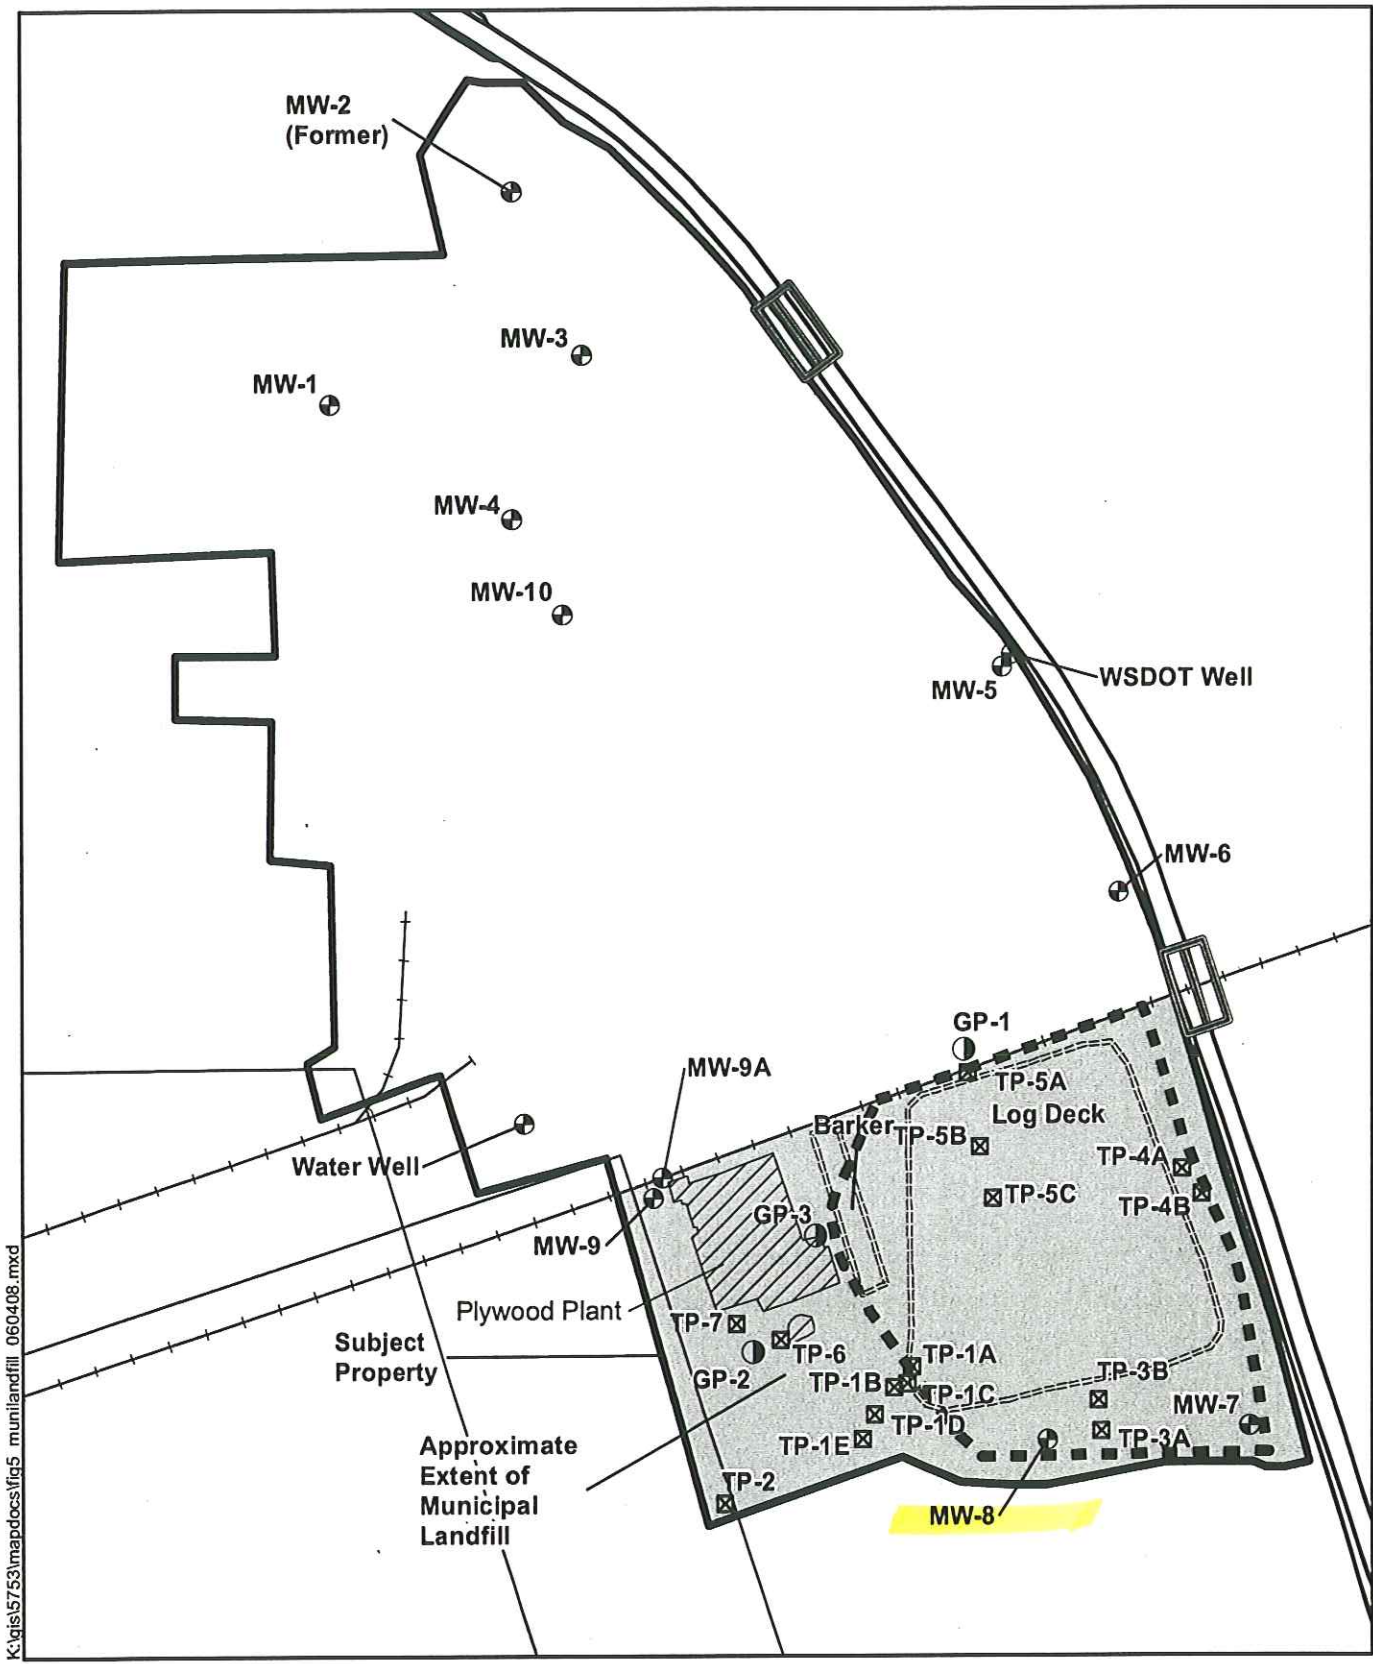 MW-2
(Former)
MW-3
MW-1
MW-4
MW-10
MW-5
WSDOT Well
MW-6
GP-1
MW-9A
TP-5A
Log Deck
Barker
TP-5B
TP-4A
Water Well
TP-5C
TP-4B
GP-3
MW-9
Plywood Plant
TP-7
Subject
Property
TP-6
TP-1A
GP-2
TP-1B
TP-1C
TP-3B
MW-7
TP-1D
TP-3A
TP-1E
Approximate
Extent of
Municipal
Landfill
TP-2
MW-8
K:\gis\5753\mapdocs\fig5_munilandfill_060408.mxd